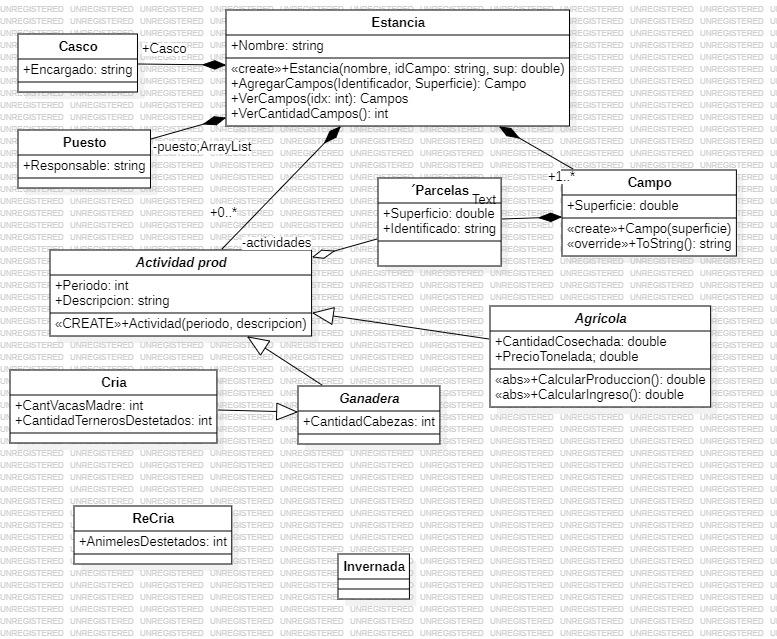 Estancia
+Nombre: string
«create»+Estancia(nombre, idCampo: string, sup: double)
+AgregarCampos(Identificador, Superficie): Campo
+VerCampos(idx: int): Campos
+VerCantidadCampos(): int
Casco
+Encargado: string
+Casco
Puesto
+Responsable: string
-puesto;ArrayList
+0..*
+1..*
´Parcelas
Text
+Superficio: double
+Identificado: string
Campo
+Superficie: double
«create»+Campo(superficie)
«override»+ToString(): string
-actividades
Actividad prod
+Periodo: int
+Descripcion: string
«CREATE»+Actividad(periodo, descripcion)
Agricola
+CantidadCosechada: double
+PrecioTonelada; double
«abs»+CalcularProduccion(): double
«abs»+CalcularIngreso(): double
Cria
+CantVacasMadre: int
+CantidadTernerosDestetados: int
Ganadera
+CantidadCabezas: int
ReCria
+AnimelesDestetados: int
Invernada
UNREGISTERED